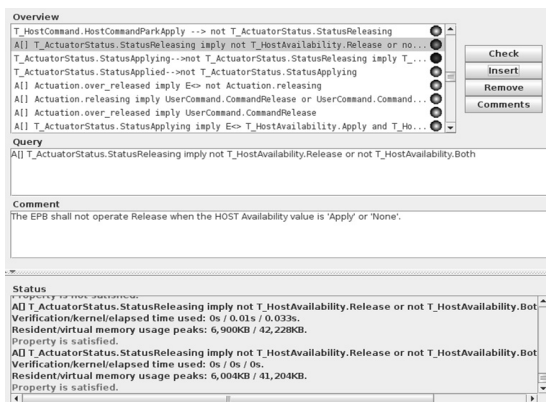 Overview
T_HostCommand.HostCommandParkApply --> not T_ActuatorStatus.StatusReleasing
A[] T_ActuatorStatus.StatusReleasing imply not T_HostAvailability.Release or no...
T_ActuatorStatus.StatusApplying-->not T_ActuatorStatus.StatusReleasing imply T_...
T_ActuatorStatus.StatusApplied-->not T_ActuatorStatus.StatusApplying
A[] Actuation.over_released imply E<> not Actuation.releasing
A[] Actuation.releasing imply UserCommand.CommandRelease or UserCommand.Command...
A[] Actuation.over_released imply UserCommand.CommandRelease
A[] T_ActuatorStatus.StatusApplying imply E<> T_HostAvailability.Apply and T_Ho...
Check
Insert
Remove
Comments
Query
A[] T_ActuatorStatus.StatusReleasing imply not T_HostAvailability.Release or not T_HostAvailability.Both
Comment
The EPB shall not operate Release when the HOST Availability value is 'Apply' or 'None'.
Status
Property is not satisfied.
A[] T_ActuatorStatus.StatusReleasing imply not T_HostAvailability.Release or not T_HostAvailability.Bot
Verification/kernel/elapsed time used: 0s / 0.01s / 0.033s.
Resident/virtual memory usage peaks: 6,900KB / 42,228KB.
Property is satisfied.
A[] T_ActuatorStatus.StatusReleasing imply not T_HostAvailability.Release or not T_HostAvailability.Bot
Verification/kernel/elapsed time used: 0s / 0s / 0s.
Resident/virtual memory usage peaks: 6,004KB / 41,204KB.
Property is satisfied.